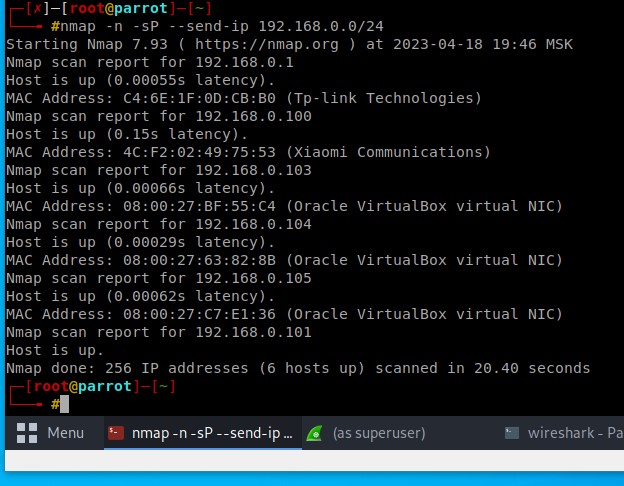 ┌─[✗]─[root@parrot]─[~]
└──╼ #nmap -n -sP --send-ip 192.168.0.0/24
Starting Nmap 7.93 ( https://nmap.org ) at 2023-04-18 19:46 MSK
Nmap scan report for 192.168.0.1
Host is up (0.00055s latency).
MAC Address: C4:6E:1F:0D:CB:B0 (Tp-link Technologies)
Nmap scan report for 192.168.0.100
Host is up (0.15s latency).
MAC Address: 4C:F2:02:49:75:53 (Xiaomi Communications)
Nmap scan report for 192.168.0.103
Host is up (0.00066s latency).
MAC Address: 08:00:27:BF:55:C4 (Oracle VirtualBox virtual NIC)
Nmap scan report for 192.168.0.104
Host is up (0.00029s latency).
MAC Address: 08:00:27:63:82:8B (Oracle VirtualBox virtual NIC)
Nmap scan report for 192.168.0.105
Host is up (0.00062s latency).
MAC Address: 08:00:27:C7:E1:36 (Oracle VirtualBox virtual NIC)
Nmap scan report for 192.168.0.101
Host is up.
Nmap done: 256 IP addresses (6 hosts up) scanned in 20.40 seconds
┌─[root@parrot]─[~]
└──╼ #
Menu nmap -n -sP --send-ip ... (as superuser) wireshark - Pa